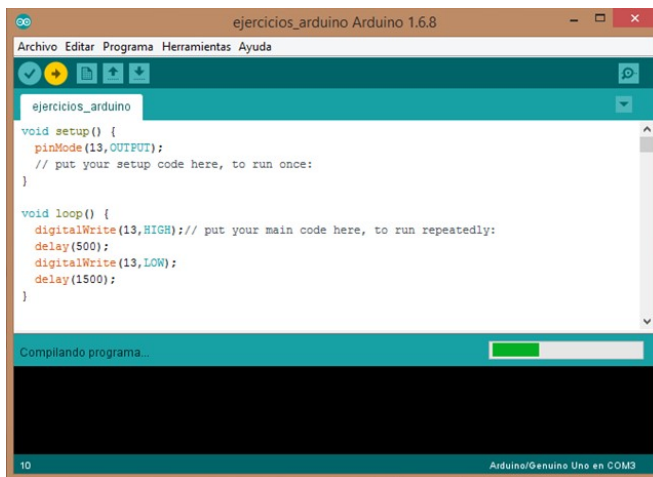 ejercicios_arduino Arduino 1.6.8
Archivo Editar Programa Herramientas Ayuda
ejercicios_arduino
void setup() {
  pinMode(13,OUTPUT);
  // put your setup code here, to run once:
}
void loop() {
  digitalWrite(13,HIGH);// put your main code here, to run repeatedly:
  delay(500);
  digitalWrite(13,LOW);
  delay(1500);
}
Compilando programa...
10 Arduino/Genuino Uno en COM3